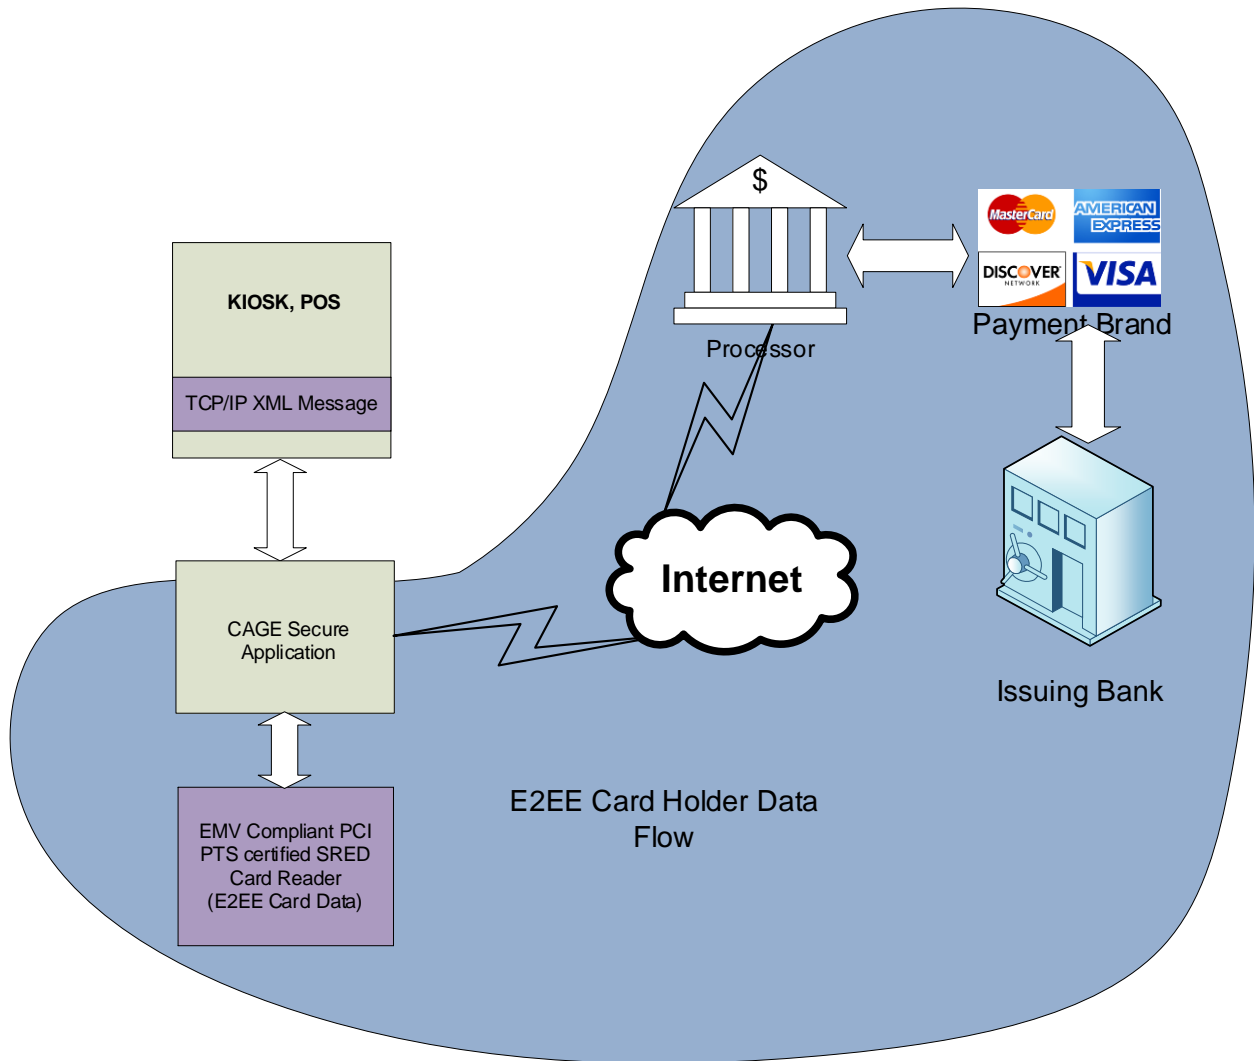 $
MasterCard
AMERICAN
EXPRESS
DISCOVER
NETWORK
VISA
Payment Brand
Processor
KIOSK, POS
TCP/IP XML Message
Internet
CAGE Secure
Application
Issuing Bank
E2EE Card Holder Data
Flow
EMV Compliant PCI
PTS certified SRED
Card Reader
(E2EE Card Data)